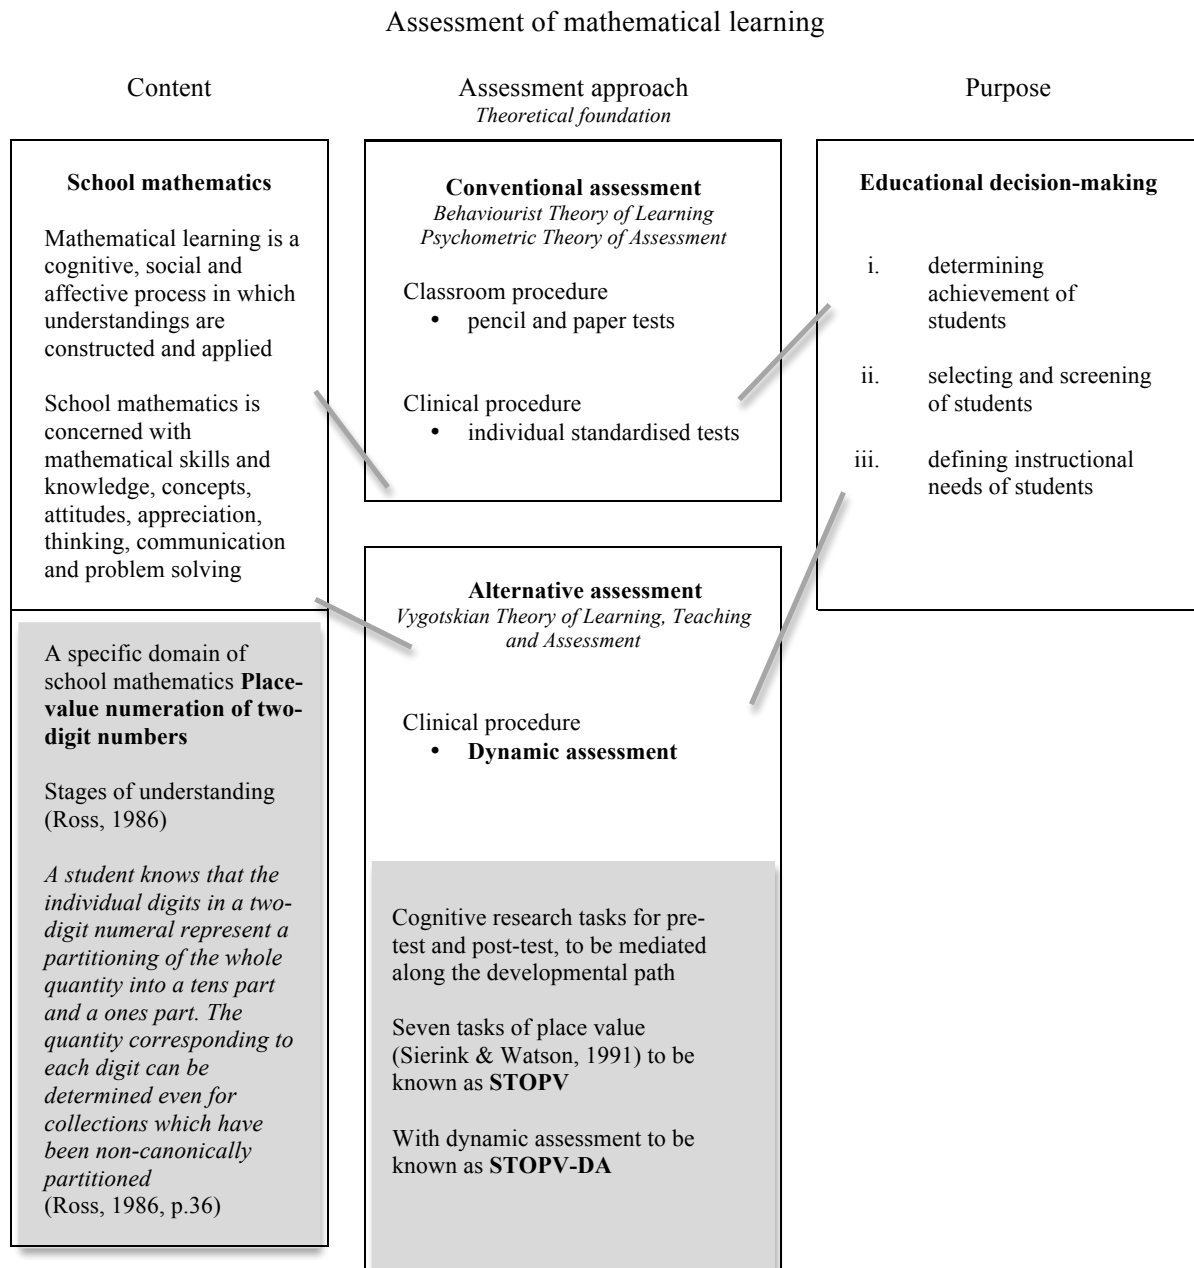 Assessment of mathematical learning
Content
Assessment approach
Theoretical foundation
Purpose
School mathematics
Mathematical learning is a
cognitive, social and
affective process in which
understandings are
constructed and applied
School mathematics is
concerned with
mathematical skills and
knowledge, concepts,
attitudes, appreciation,
thinking, communication
and problem solving
A specific domain of
school mathematics Place-
value numeration of two-
digit numbers
Stages of understanding
(Ross, 1986)
A student knows that the
individual digits in a two-
digit numeral represent a
partitioning of the whole
quantity into a tens part
and a ones part. The
quantity corresponding to
each digit can be
determined even for
collections which have
been non-canonically
partitioned
(Ross, 1986, p.36)
Conventional assessment
Behaviourist Theory of Learning
Psychometric Theory of Assessment
Classroom procedure
• pencil and paper tests
Clinical procedure
• individual standardised tests
Alternative assessment
Vygotskian Theory of Learning, Teaching
and Assessment
Clinical procedure
• Dynamic assessment
Cognitive research tasks for pre-
test and post-test, to be mediated
along the developmental path
Seven tasks of place value
(Sierink & Watson, 1991) to be
known as STOPV
With dynamic assessment to be
known as STOPV-DA
Educational decision-making
i. determining
achievement of
students
ii. selecting and screening
of students
iii. defining instructional
needs of students